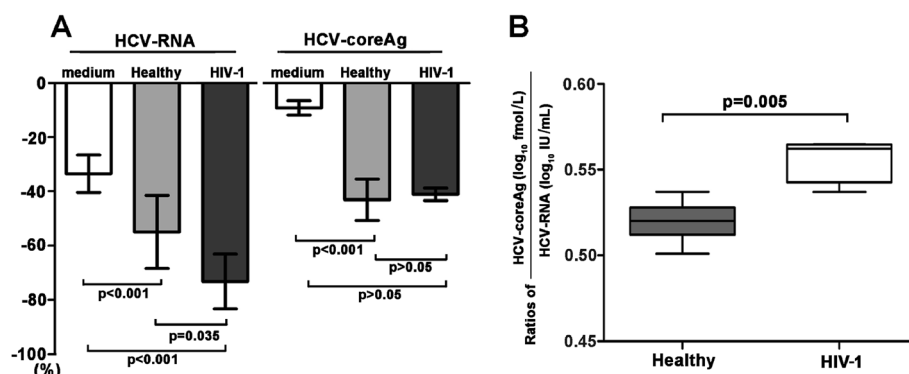 A
HCV-RNA
HCV-coreAg
medium Healthy HIV-1
medium Healthy HIV-1
0
-20
-40
-60
-80
-100
(%)
p<0.001
p=0.035
p<0.001
p<0.001
p>0.05
p>0.05
B
Ratios of HCV-coreAg (log10 fmol/L)
HCV-RNA (log10 IU/mL)
0.60
0.55
0.50
0.45
p=0.005
Healthy
HIV-1